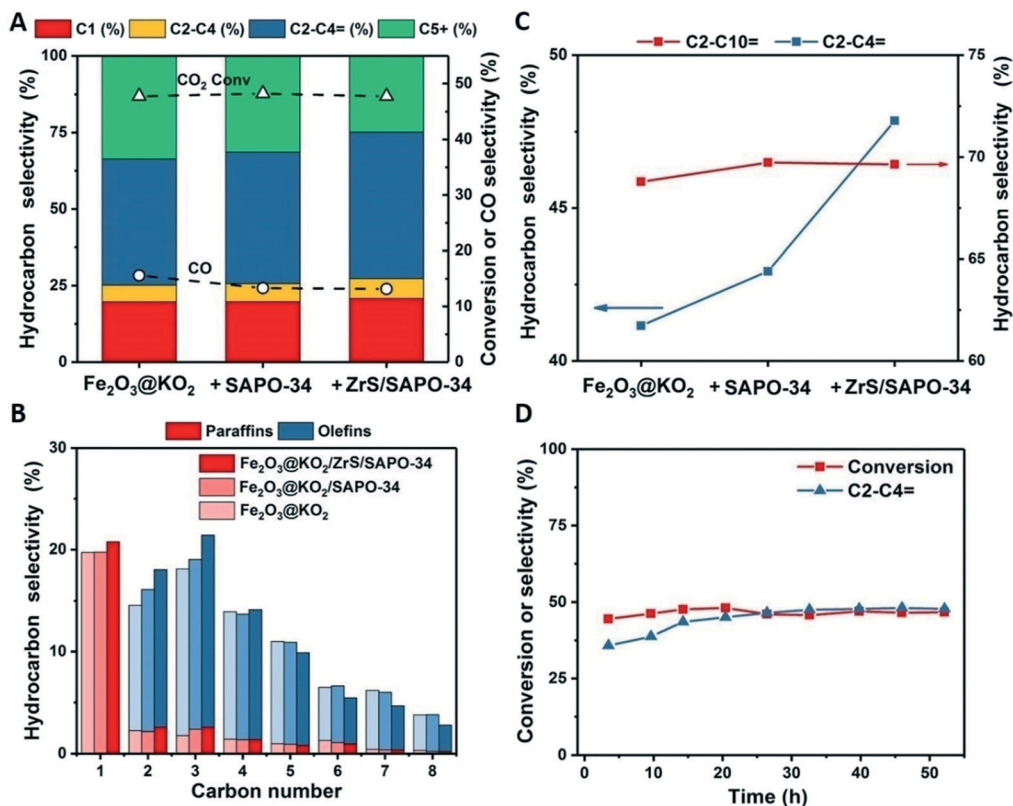 A
C1 (%) C2-C4 (%) C2-C4= (%) C5+ (%)
Hydrocarbon selectivity (%)
100
75
50
25
0
CO₂ Conv
CO
55
50
40
30
20
10
0
Conversion or CO selectivity (%)
Fe₂O₃@KO₂ + SAPO-34 + ZrS/SAPO-34
C
C2-C10= C2-C4=
Hydrocarbon selectivity (%)
50
45
40
75
70
65
60
Hydrocarbon selectivity (%)
Fe₂O₃@KO₂ + SAPO-34 + ZrS/SAPO-34
B
Paraffins Olefins
Fe₂O₃@KO₂/ZrS/SAPO-34
Fe₂O₃@KO₂/SAPO-34
Fe₂O₃@KO₂
Hydrocarbon selectivity (%)
30
20
10
0
1 2 3 4 5 6 7 8
Carbon number
D
Conversion
C2-C4=
Conversion or selectivity (%)
100
75
50
25
0
0 10 20 30 40 50
Time (h)